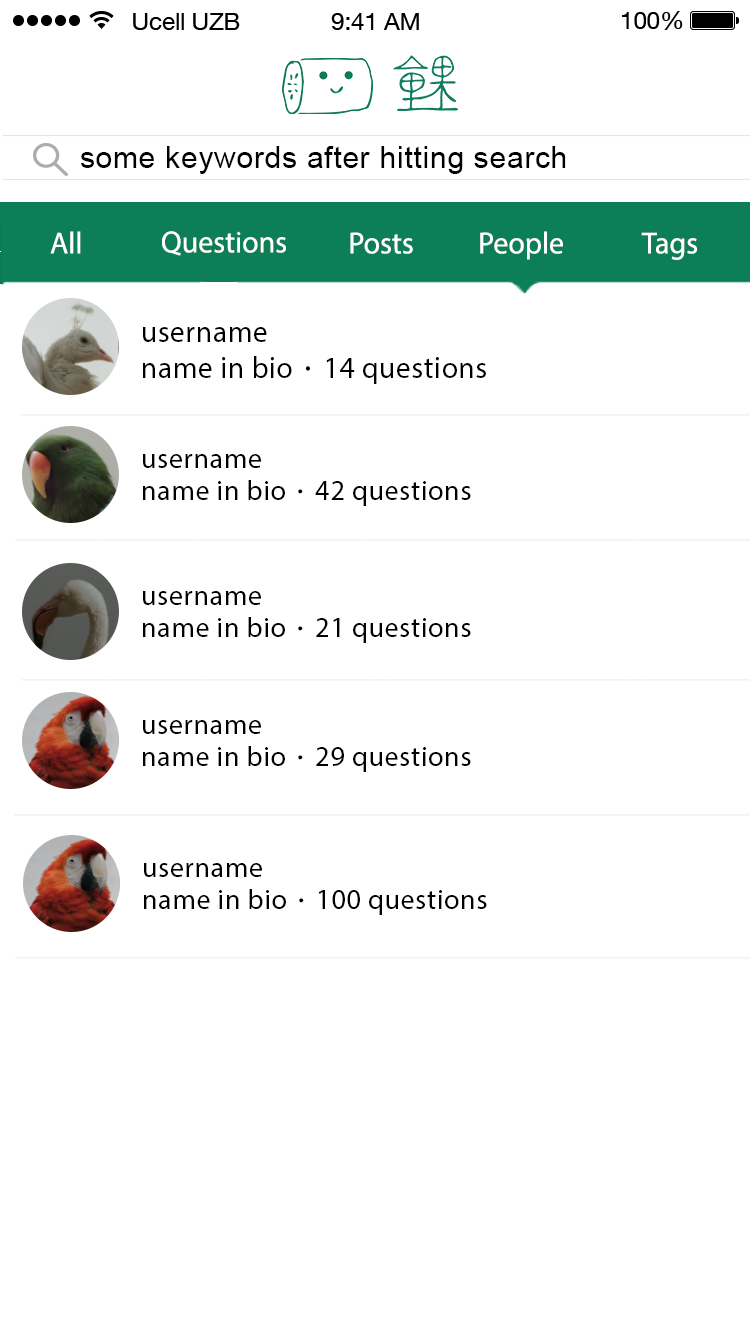 Ucell UZB 9:41 AM 100%
some keywords after hitting search
All Questions Posts People Tags
username
name in bio · 14 questions
username
name in bio · 42 questions
username
name in bio · 21 questions
username
name in bio · 29 questions
username
name in bio · 100 questions